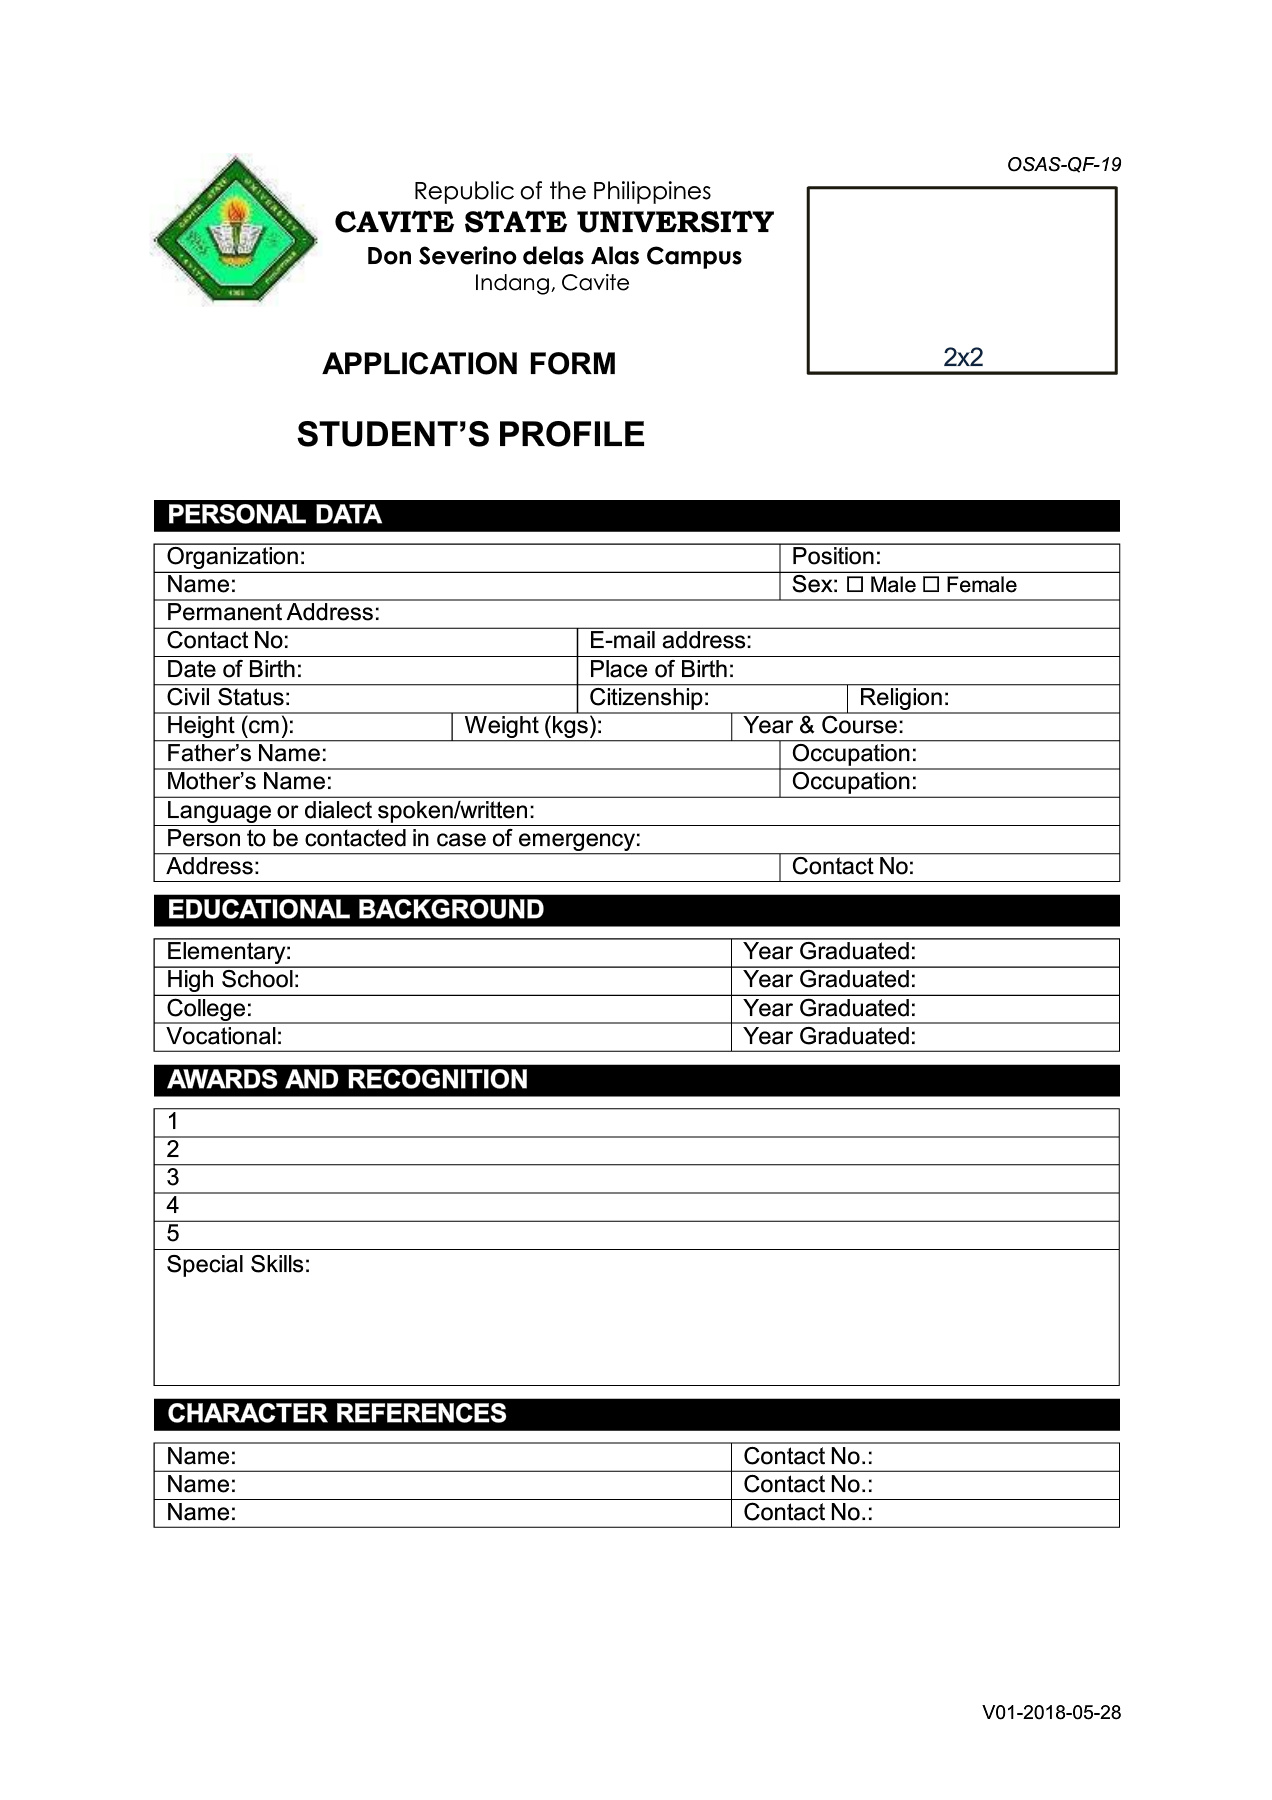 OSAS-QF-19
Republic of the Philippines
CAVITE STATE UNIVERSITY
Don Severino delas Alas Campus
Indang, Cavite
2x2
APPLICATION FORM
STUDENT’S PROFILE
PERSONAL DATA
Organization: Position:
Name: Sex: ☐ Male ☐ Female
Permanent Address:
Contact No: E-mail address:
Date of Birth: Place of Birth:
Civil Status: Citizenship: Religion:
Height (cm): Weight (kgs): Year & Course:
Father’s Name: Occupation:
Mother’s Name: Occupation:
Language or dialect spoken/written:
Person to be contacted in case of emergency:
Address: Contact No:
EDUCATIONAL BACKGROUND
Elementary: Year Graduated:
High School: Year Graduated:
College: Year Graduated:
Vocational: Year Graduated:
AWARDS AND RECOGNITION
1
2
3
4
5
Special Skills:
CHARACTER REFERENCES
Name: Contact No.:
Name: Contact No.:
Name: Contact No.:
V01-2018-05-28